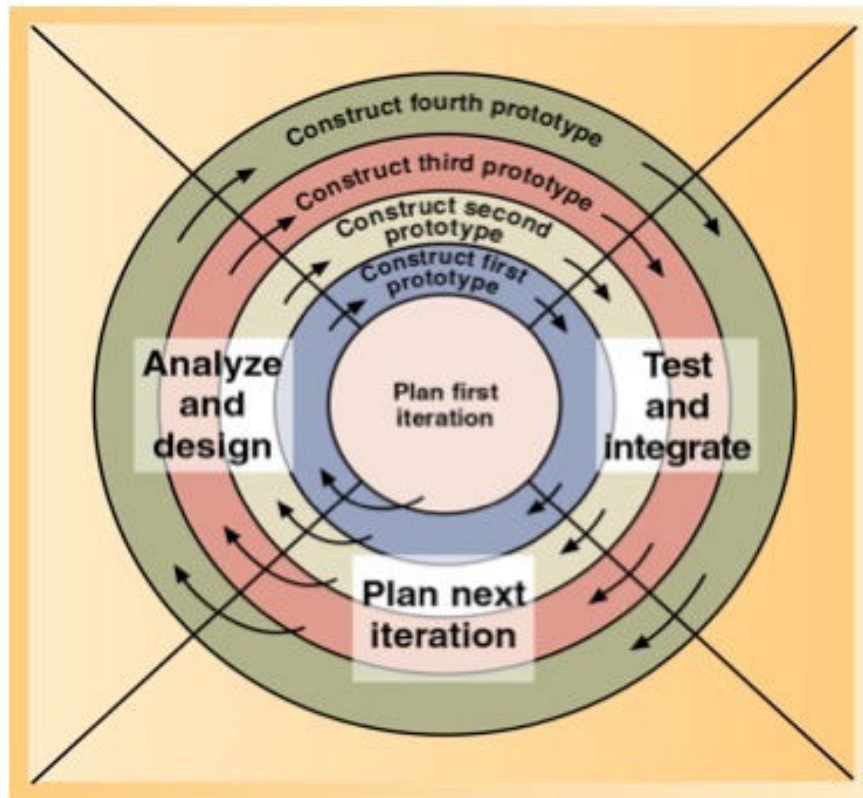 Construct fourth prototype
Construct third prototype
Construct second
prototype
Construct first
prototype
Plan first
iteration
Analyze
and
design
Test
and
integrate
Plan next
iteration